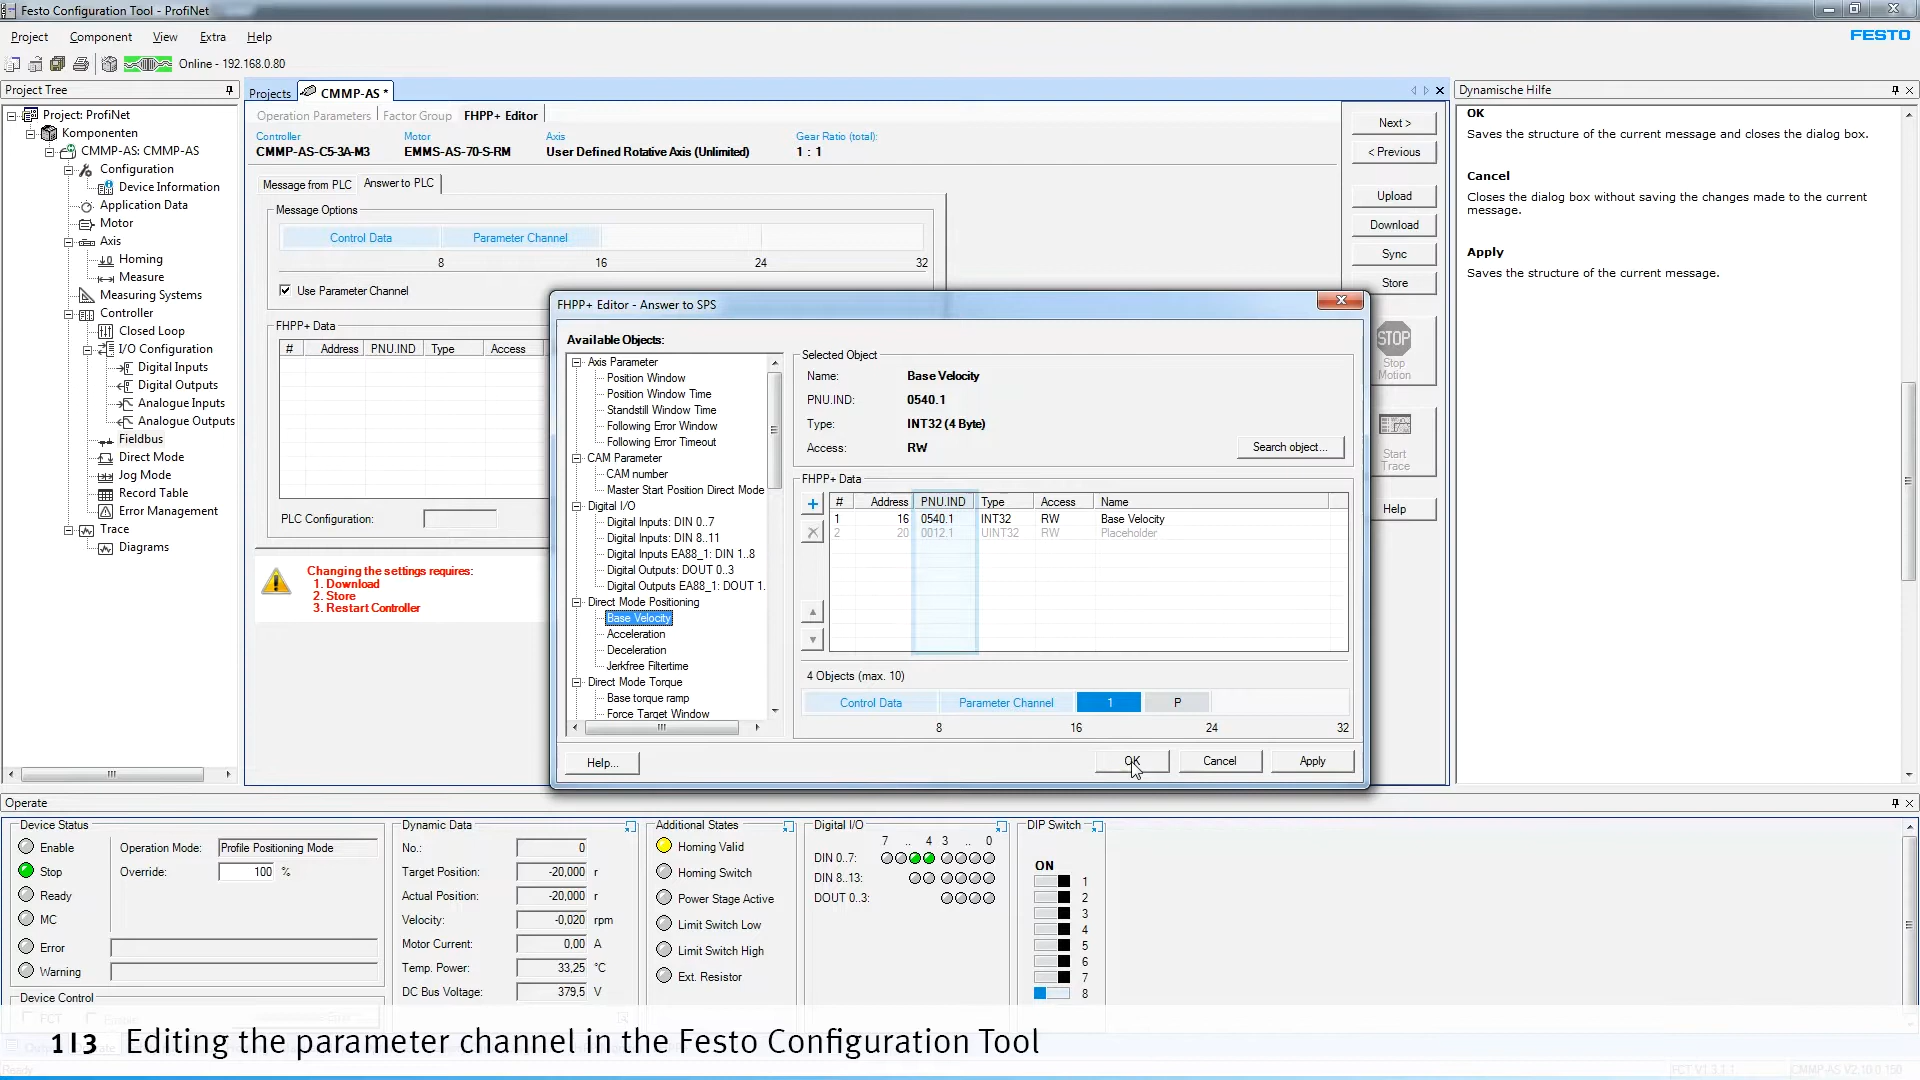 Festo Configuration Tool - ProfiNet
Project Component View Extra Help
FESTO
Online - 192.168.0.80
Project Tree
Project: ProfiNet
Komponenten
CMMP-AS: CMMP-AS
Configuration
Device Information
Application Data
Motor
Axis
Homing
Measure
Measuring Systems
Controller
Closed Loop
I/O Configuration
Digital Inputs
Digital Outputs
Analogue Inputs
Analogue Outputs
Fieldbus
Direct Mode
Jog Mode
Record Table
Error Management
Trace
Diagrams
Projects CMMP-AS *
Operation Parameters Factor Group FHPP+ Editor
Controller Motor Axis Gear Ratio (total):
CMMP-AS-C5-3A-M3 EMMS-AS-70-S-RM User Defined Rotative Axis (Unlimited) 1 : 1
Message from PLC Answer to PLC
Message Options
Control Data Parameter Channel
8 16 24 32
Use Parameter Channel
FHPP+ Data
# Address PNU.IND Type Access
PLC Configuration:
Changing the settings requires:
1. Download
2. Store
3. Restart Controller
Next >
< Previous
Upload
Download
Sync
Store
STOP
Stop
Motion
Start
Trace
Help
FHPP+ Editor - Answer to SPS
Available Objects:
Axis Parameter
Position Window
Position Window Time
Standstill Window Time
Following Error Window
Following Error Timeout
CAM Parameter
CAM number
Master Start Position Direct Mode
Digital I/O
Digital Inputs: DIN 0..7
Digital Inputs: DIN 8..11
Digital Inputs EA88_1: DIN 1..8
Digital Outputs: DOUT 0..3
Digital Outputs EA88_1: DOUT 1.
Direct Mode Positioning
Base Velocity
Acceleration
Deceleration
Jerkfree Filtertime
Direct Mode Torque
Base torque ramp
Force Target Window
Selected Object
Name: Base Velocity
PNU.IND: 0540.1
Type: INT32 (4 Byte)
Access: RW
Search object...
FHPP+ Data
# Address PNU.IND Type Access Name
1 16 0540.1 INT32 RW Base Velocity
2 20 0012.1 UINT32 RW Placeholder
4 Objects (max. 10)
Control Data Parameter Channel 1 P
8 16 24 32
Help... OK Cancel Apply
Dynamische Hilfe
OK
Saves the structure of the current message and closes the dialog box.
Cancel
Closes the dialog box without saving the changes made to the current
message.
Apply
Saves the structure of the current message.
Operate
Device Status
Enable
Stop
Ready
MC
Error
Warning
Operation Mode: Profile Positioning Mode
Override: 100 %
Device Control
FCT
Dynamic Data
No.: 0
Target Position: -20,000 r
Actual Position: -20,000 r
Velocity: -0,020 rpm
Motor Current: 0,00 A
Temp. Power: 33,25 °C
DC Bus Voltage: 379,5 V
Additional States
Homing Valid
Homing Switch
Power Stage Active
Limit Switch Low
Limit Switch High
Ext. Resistor
Digital I/O
7 .. 4 3 .. 0
DIN 0..7:
DIN 8..13:
DOUT 0..3:
DIP Switch
ON
1
2
3
4
5
6
7
8
1|3 Editing the parameter channel in the Festo Configuration Tool
Ready